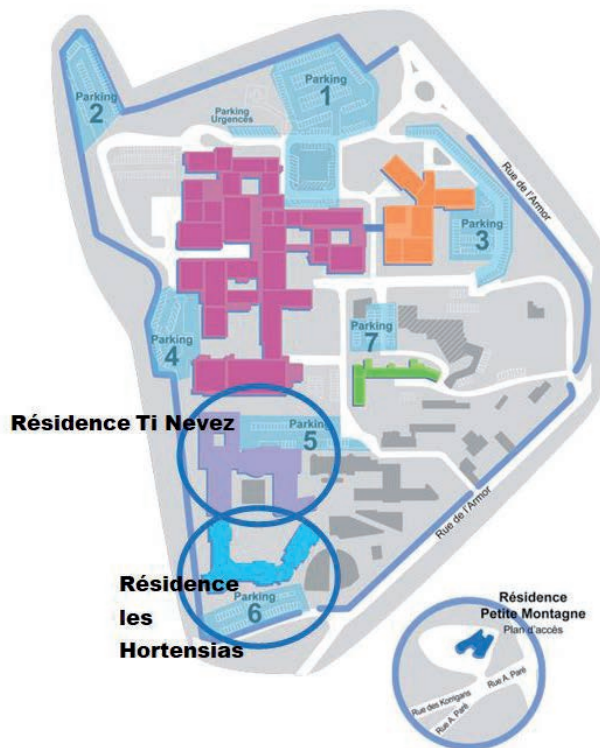 Parking
1
Parking
2
Parking
Urgences
Rue de l'Armor
Parking
3
Parking
4
Parking
7
Résidence Ti Nevez
Parking
5
Rue de l'Armor
Résidence
les
Hortensias
Parking
6
Résidence
Petite Montagne
Plan d'accès
Rue des Korrigans
Rue A. Paré
Rue A. Paré